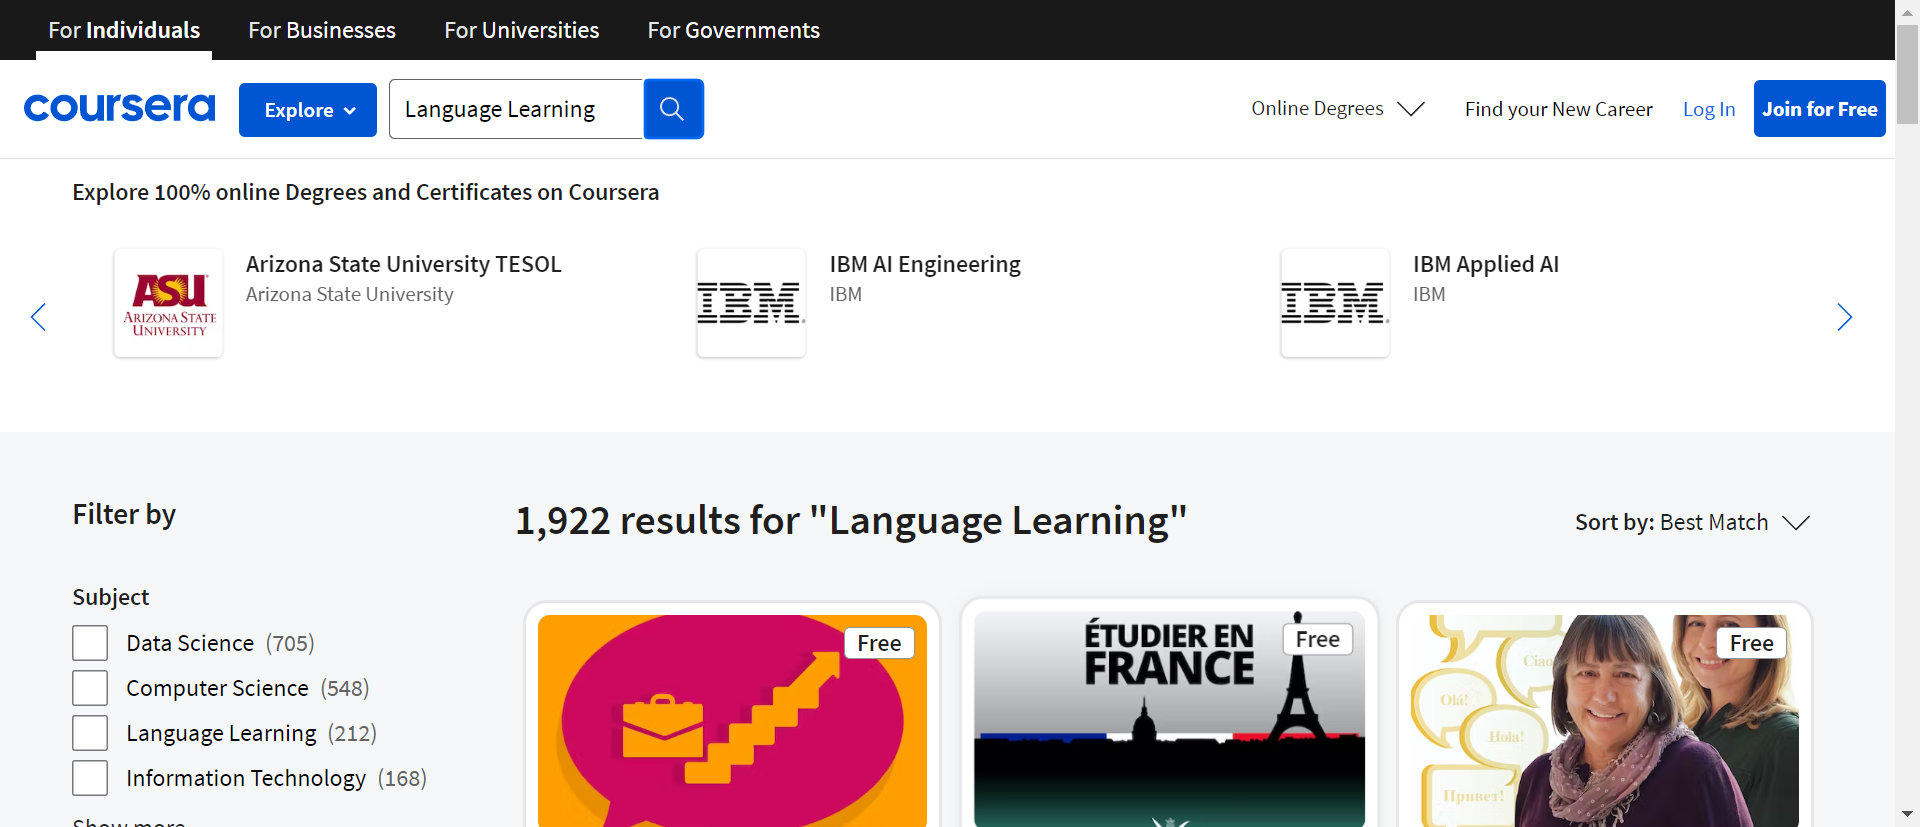 For Individuals For Businesses For Universities For Governments
coursera Explore Language Learning Online Degrees Find your New Career Log In Join for Free
Explore 100% online Degrees and Certificates on Coursera
ASU ARIZONA STATE UNIVERSITY
Arizona State University TESOL
Arizona State University
IBM
IBM AI Engineering
IBM
IBM
IBM Applied AI
IBM
Filter by
1,922 results for "Language Learning"
Sort by: Best Match
Subject
Data Science (705)
Computer Science (548)
Language Learning (212)
Information Technology (168)
Show more
Free
ÉTUDIER EN
FRANCE
Free
Free
Ciao
Olá!
Hola!
Привет!